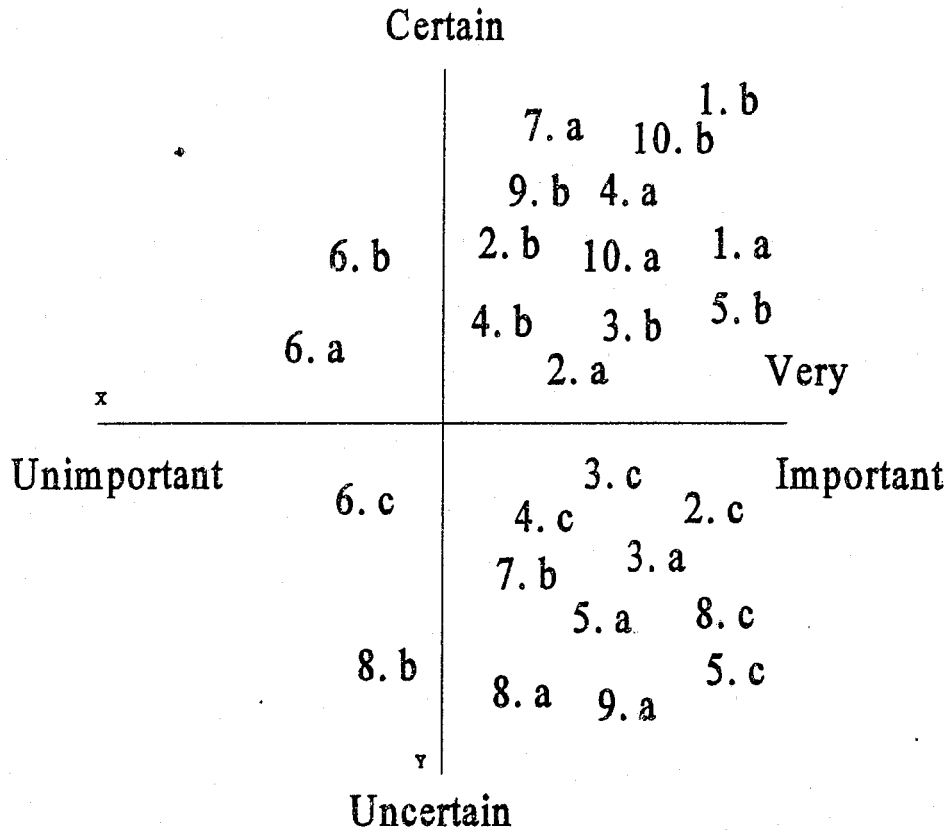 Certain
1. b
7. a
10. b
9. b 4. a
2. b
6. b
10. a
1. a
5. b
4. b
3. b
6. a
2. a
Very
X
Unimportant
3. c
Important
6. c
4. c
2. c
7. b
3. a
5. a
8. c
8. b
5. c
8. a
9. a
Y
Uncertain